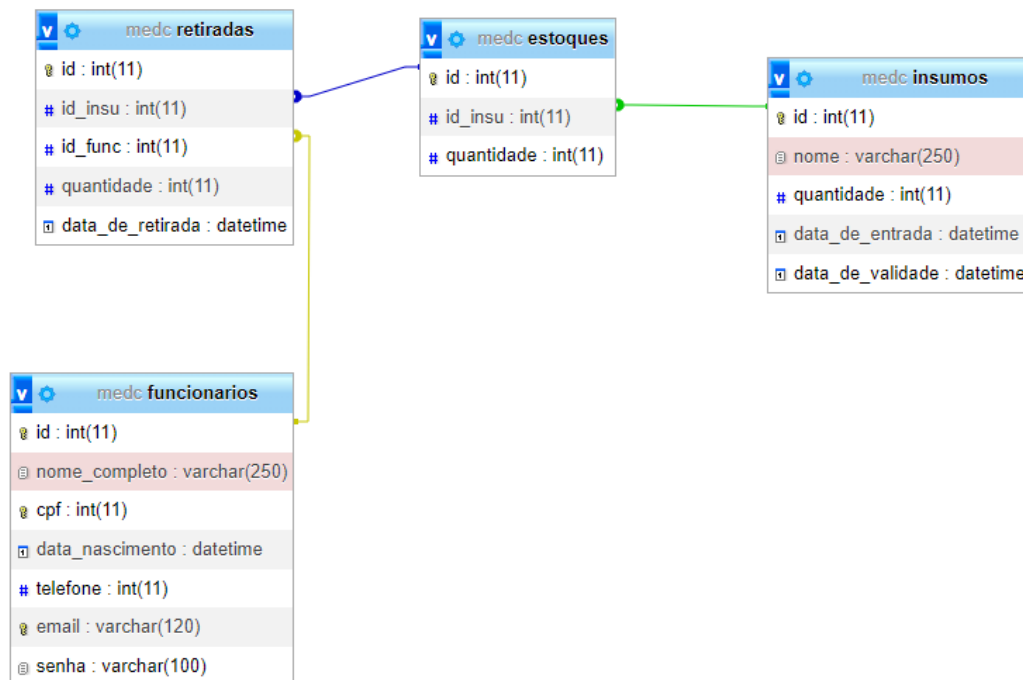 v medc retiradas
id : int(11)
# id_insu : int(11)
# id_func : int(11)
# quantidade : int(11)
data_de_retirada : datetime
v medc estoques
id : int(11)
# id_insu : int(11)
# quantidade : int(11)
v medc insumos
id : int(11)
nome : varchar(250)
# quantidade : int(11)
data_de_entrada : datetime
data_de_validade : datetime
v medc funcionarios
id : int(11)
nome_completo : varchar(250)
cpf : int(11)
data_nascimento : datetime
# telefone : int(11)
email : varchar(120)
senha : varchar(100)